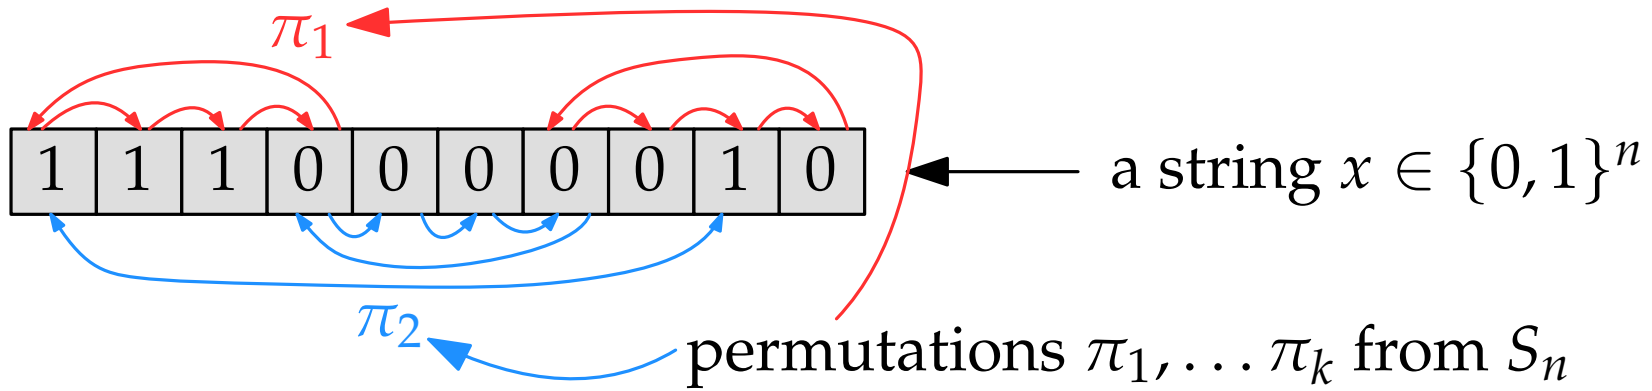 π₁
1 1 1 0 0 0 0 0 1 0
a string x ∈ {0, 1}ⁿ
π₂
permutations π₁, . . . πₖ from Sₙ